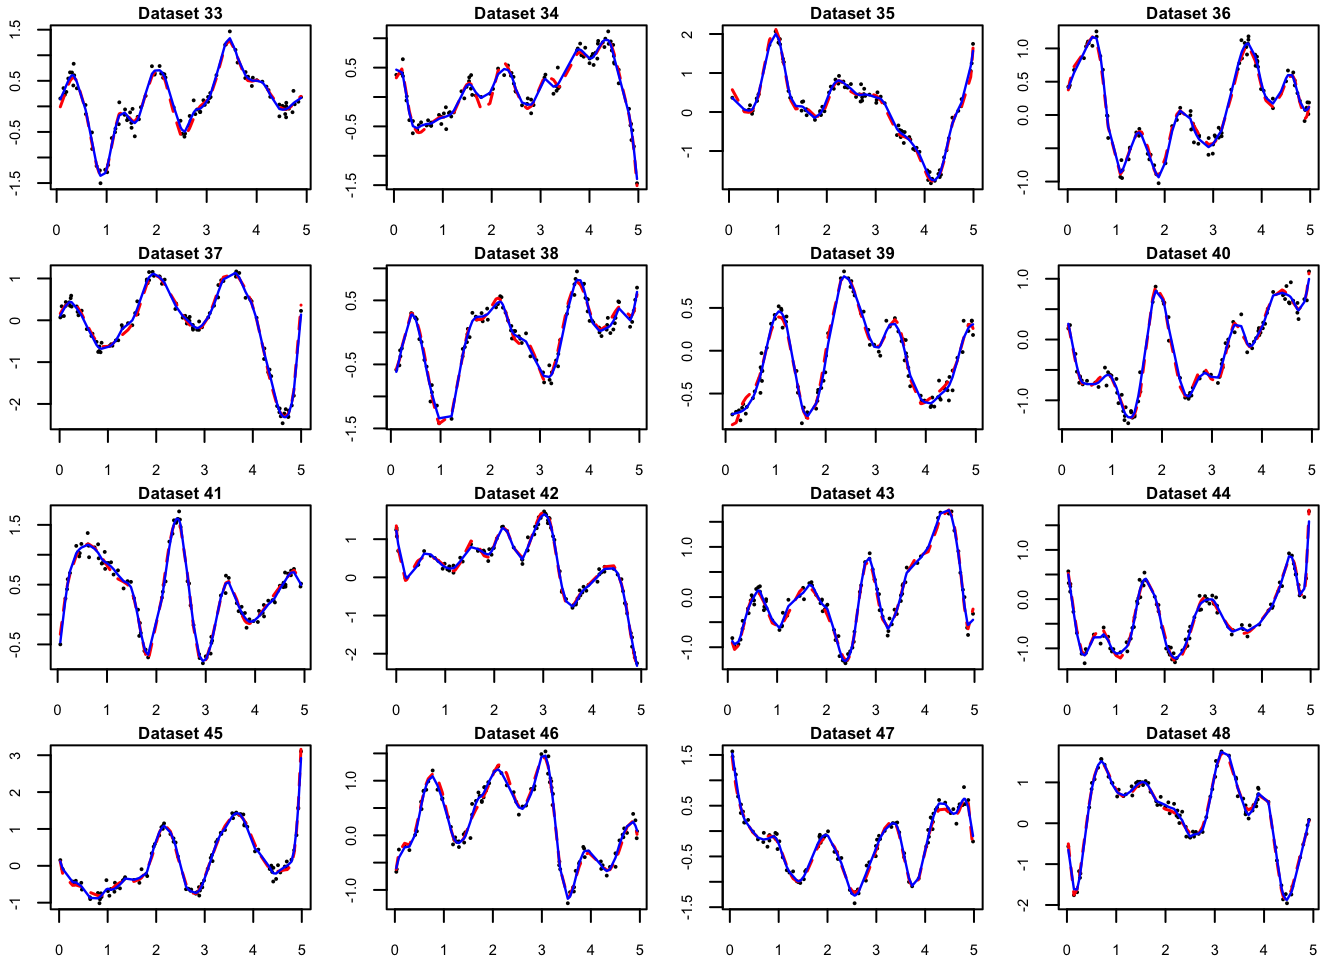 Dataset 33 Dataset 34 Dataset 35 Dataset 36
1.5 0.5 -0.5 -1.5
0.5 -0.5 -1.5
2 1 0 -1
1.0 0.5 0.0 -1.0
0 1 2 3 4 5 0 1 2 3 4 5 0 1 2 3 4 5 0 1 2 3 4 5
Dataset 37 Dataset 38 Dataset 39 Dataset 40
1 0 -1 -2
0.5 -0.5 -1.5
0.5 0.0 -0.5
1.0 0.0 -1.0
0 1 2 3 4 5 0 1 2 3 4 5 0 1 2 3 4 5 0 1 2 3 4 5
Dataset 41 Dataset 42 Dataset 43 Dataset 44
1.5 0.5 -0.5
1 0 -1 -2
1.0 0.0 -1.0
1.0 0.0 -1.0
0 1 2 3 4 5 0 1 2 3 4 5 0 1 2 3 4 5 0 1 2 3 4 5
Dataset 45 Dataset 46 Dataset 47 Dataset 48
3 2 1 0 -1
1.0 0.0 -1.0
1.5 0.5 -0.5 -1.5
1 0 -1 -2
0 1 2 3 4 5 0 1 2 3 4 5 0 1 2 3 4 5 0 1 2 3 4 5